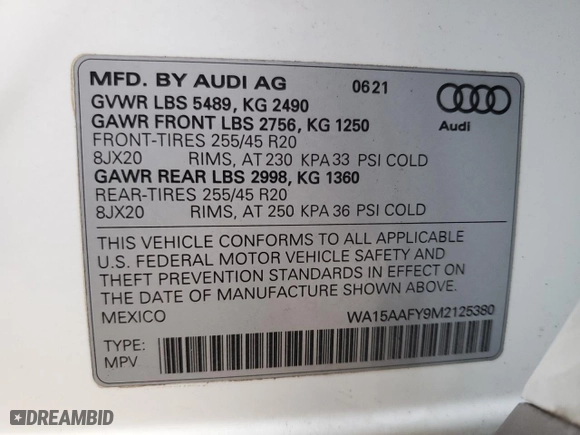 MFD. BY AUDI AG 0621
GVWR LBS 5489, KG 2490
GAWR FRONT LBS 2756, KG 1250
FRONT-TIRES 255/45 R20
8JX20 RIMS, AT 230 KPA 33 PSI COLD
GAWR REAR LBS 2998, KG 1360
REAR-TIRES 255/45 R20
8JX20 RIMS, AT 250 KPA 36 PSI COLD
Audi
THIS VEHICLE CONFORMS TO ALL APPLICABLE
U.S. FEDERAL MOTOR VEHICLE SAFETY AND
THEFT PREVENTION STANDARDS IN EFFECT ON
THE DATE OF MANUFACTURE SHOWN ABOVE.
MEXICO WA15AAFY9M2125380
TYPE:
MPV
DREAMBID